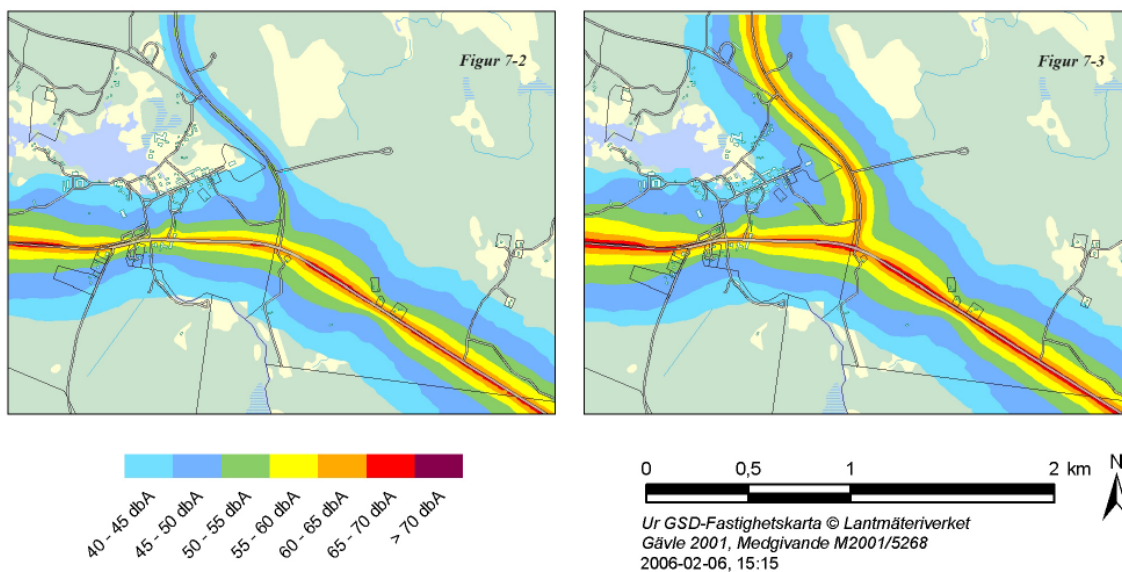 Figur 7-2
Figur 7-3
40 - 45 dbA
45 - 50 dbA
50 - 55 dbA
55 - 60 dbA
60 - 65 dbA
65 - 70 dbA
> 70 dbA
0 0,5 1 2 km
N
Ur GSD-Fastighetskarta © Lantmäteriverket
Gävle 2001, Medgivande M2001/5268
2006-02-06, 15:15